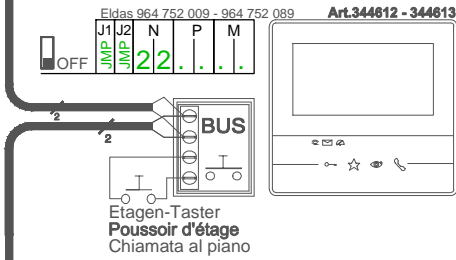 Eldas 964 752 009 - 964 752 089
Art.344612 - 344613
J1 J2 N P M
OFF JMP JMP 2 2 . . . .
2
BUS
2
Etagen-Taster
Poussoir d'étage
Chiamata al piano